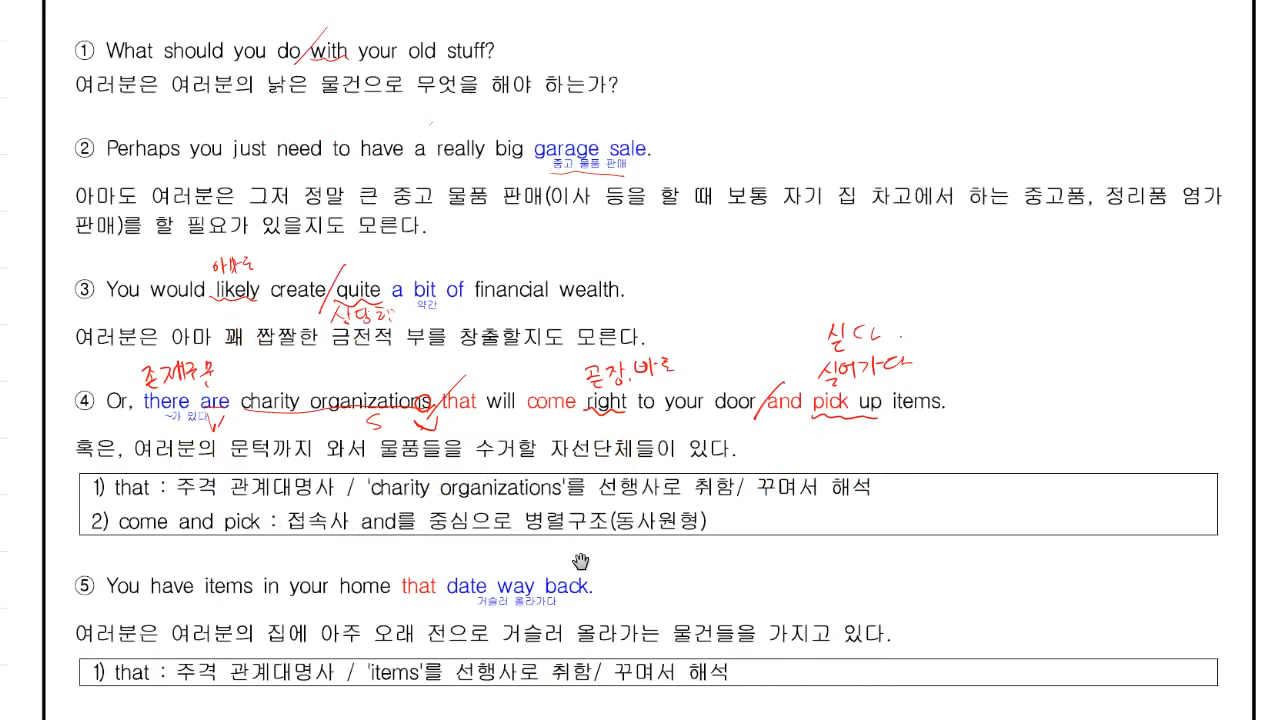 ① What should you do with your old stuff?
여러분은 여러분의 낡은 물건으로 무엇을 해야 하는가?
② Perhaps you just need to have a really big garage sale.
중고 물품 판매
아마도 여러분은 그저 정말 큰 중고 물품 판매(이사 등을 할 때 보통 자기 집 차고에서 하는 중고품, 정리품 염가
판매)를 할 필요가 있을지도 모른다.
아마도
③ You would likely create quite a bit of financial wealth.
약간
상당히
여러분은 아마 꽤 짭짤한 금전적 부를 창출할지도 모른다.
싣다.
실어가다
존재구문
곧장, 바로
④ Or, there are charity organizations that will come right to your door and pick up items.
~가 있다
S
혹은, 여러분의 문턱까지 와서 물품들을 수거할 자선단체들이 있다.
1) that : 주격 관계대명사 / 'charity organizations'를 선행사로 취함/ 꾸며서 해석
2) come and pick : 접속사 and를 중심으로 병렬구조(동사원형)
⑤ You have items in your home that date way back.
거슬러 올라가다
여러분은 여러분의 집에 아주 오래 전으로 거슬러 올라가는 물건들을 가지고 있다.
1) that : 주격 관계대명사 / 'items'를 선행사로 취함/ 꾸며서 해석